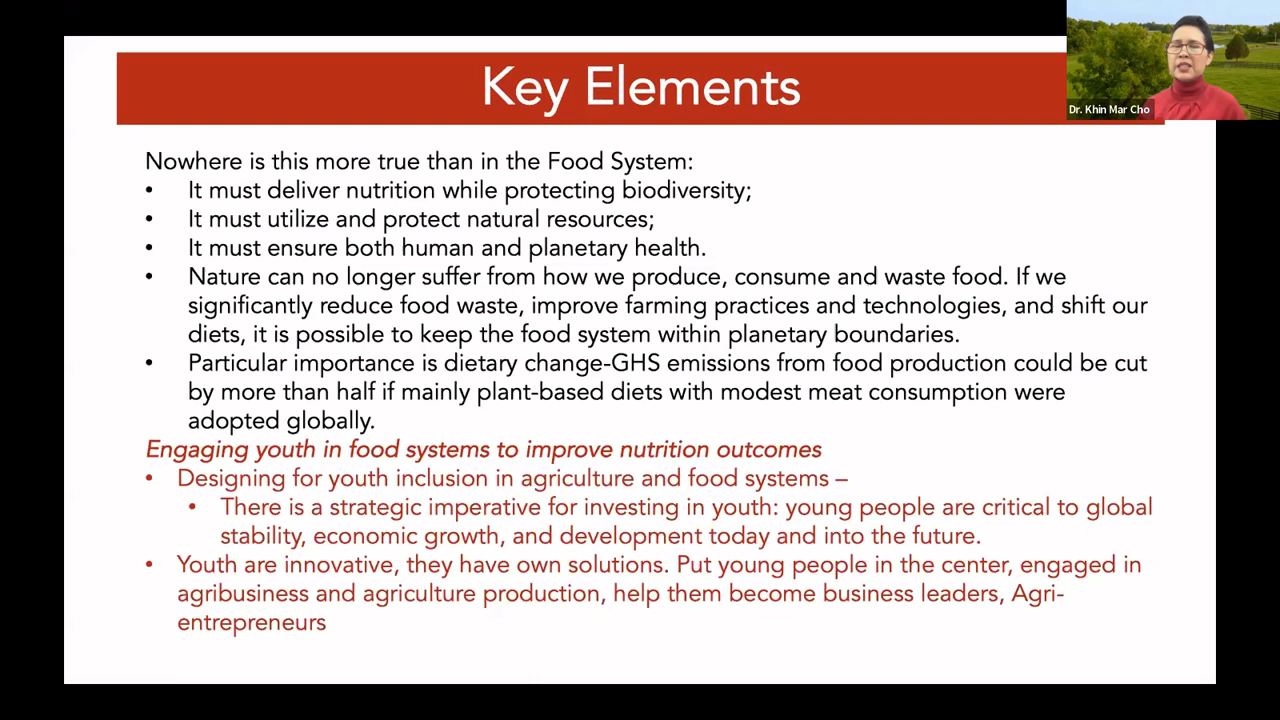 Key Elements
Dr. Khin Mar Cho
Nowhere is this more true than in the Food System:
• It must deliver nutrition while protecting biodiversity;
• It must utilize and protect natural resources;
• It must ensure both human and planetary health.
• Nature can no longer suffer from how we produce, consume and waste food. If we
significantly reduce food waste, improve farming practices and technologies, and shift our
diets, it is possible to keep the food system within planetary boundaries.
• Particular importance is dietary change-GHS emissions from food production could be cut
by more than half if mainly plant-based diets with modest meat consumption were
adopted globally.
Engaging youth in food systems to improve nutrition outcomes
• Designing for youth inclusion in agriculture and food systems –
• There is a strategic imperative for investing in youth: young people are critical to global
stability, economic growth, and development today and into the future.
• Youth are innovative, they have own solutions. Put young people in the center, engaged in
agribusiness and agriculture production, help them become business leaders, Agri-
entrepreneurs